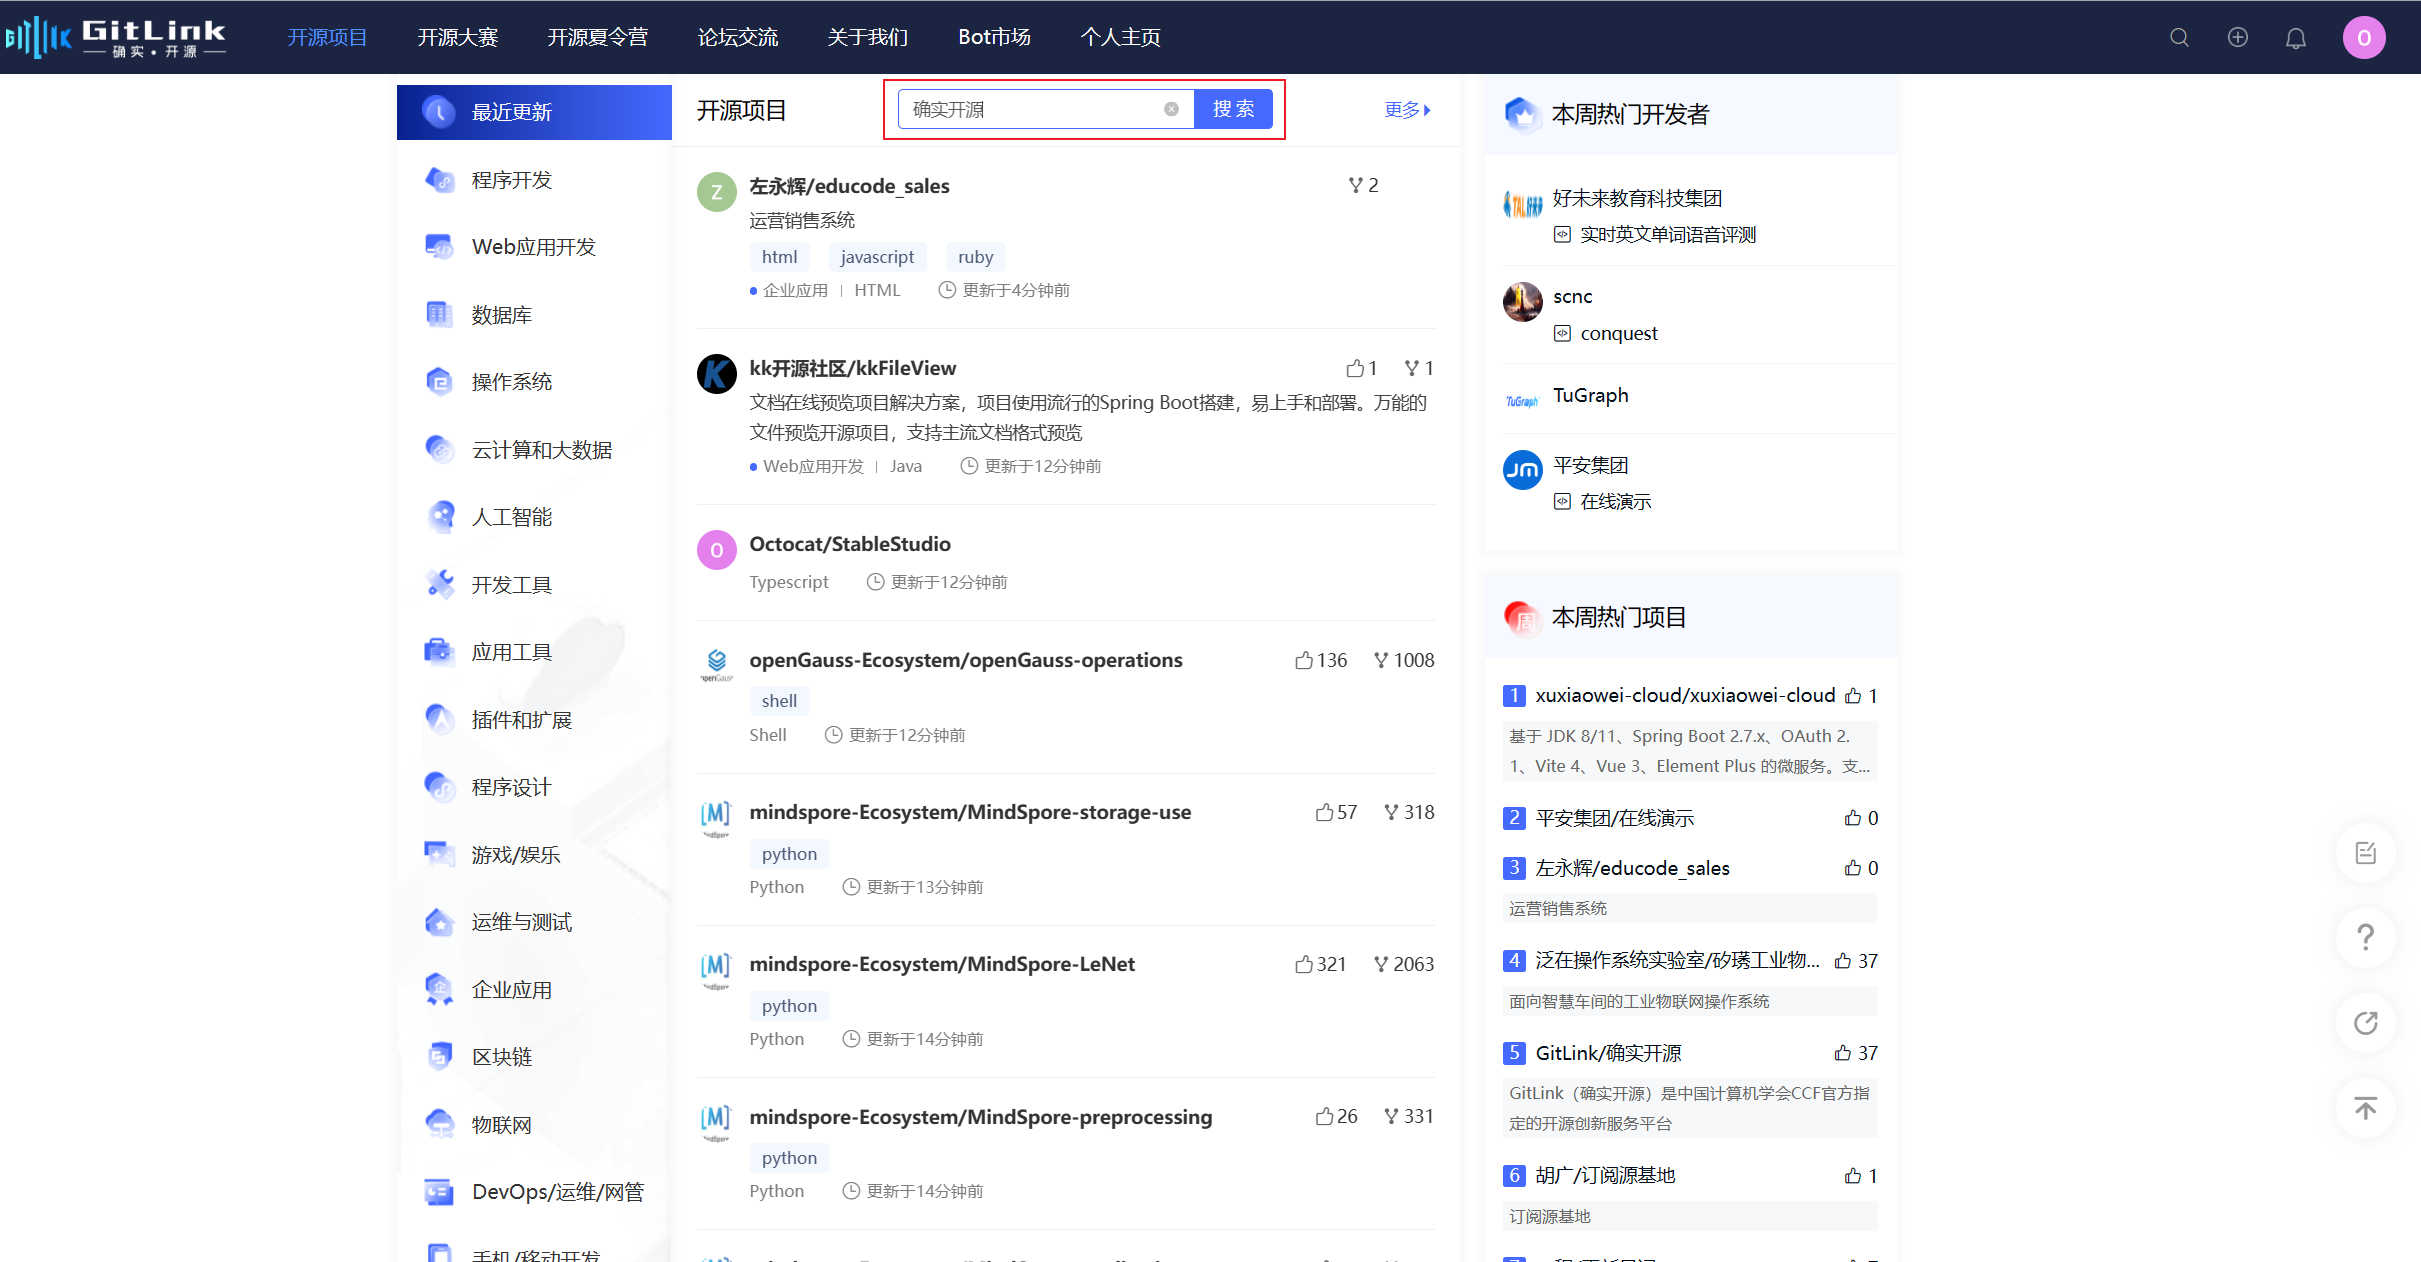 GitLink
确实·开源
开源项目
开源大赛
开源夏令营
论坛交流
关于我们
Bot市场
个人主页
O
最近更新
程序开发
Web应用开发
数据库
操作系统
云计算和大数据
人工智能
开发工具
应用工具
插件和扩展
程序设计
游戏/娱乐
运维与测试
企业应用
区块链
物联网
DevOps/运维/网管
手机/移动开发
开源项目
确实开源
搜 索
更多
Z
左永辉/educode_sales
2
运营销售系统
html
javascript
ruby
企业应用 | HTML
更新于4分钟前
kk开源社区/kkFileView
1
1
文档在线预览项目解决方案，项目使用流行的Spring Boot搭建，易上手和部署。万能的
文件预览开源项目，支持主流文档格式预览
Web应用开发 | Java
更新于12分钟前
O
Octocat/StableStudio
Typescript
更新于12分钟前
openGauss-Ecosystem/openGauss-operations
136
1008
shell
Shell
更新于12分钟前
mindspore-Ecosystem/MindSpore-storage-use
57
318
python
Python
更新于13分钟前
mindspore-Ecosystem/MindSpore-LeNet
321
2063
python
Python
更新于14分钟前
mindspore-Ecosystem/MindSpore-preprocessing
26
331
python
Python
更新于14分钟前
本周热门开发者
好未来教育科技集团
实时英文单词语音评测
scnc
conquest
TuGraph
TuGraph
平安集团
在线演示
周
本周热门项目
1 xuxiaowei-cloud/xuxiaowei-cloud 1
基于 JDK 8/11、Spring Boot 2.7.x、OAuth 2.
1、Vite 4、Vue 3、Element Plus 的微服务。支...
2 平安集团/在线演示 0
3 左永辉/educode_sales 0
运营销售系统
4 泛在操作系统实验室/矽璓工业物... 37
面向智慧车间的工业物联网操作系统
5 GitLink/确实开源 37
GitLink（确实开源）是中国计算机学会CCF官方指
定的开源创新服务平台
6 胡广/订阅源基地 1
订阅源基地